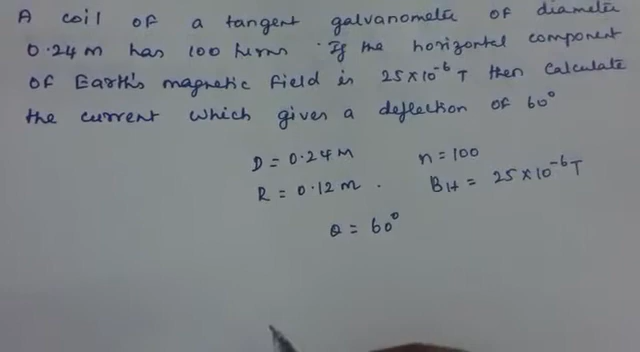 A coil of a tangent galvanometer of diameter
0.24 m has 100 turns If the horizontal component
Of Earth's magnetic field is 25×10⁻⁶ T then Calculate
the current which gives a deflection of 60°
D = 0.24 M n = 100
R = 0.12 m . BH = 25×10⁻⁶T
θ = 60°